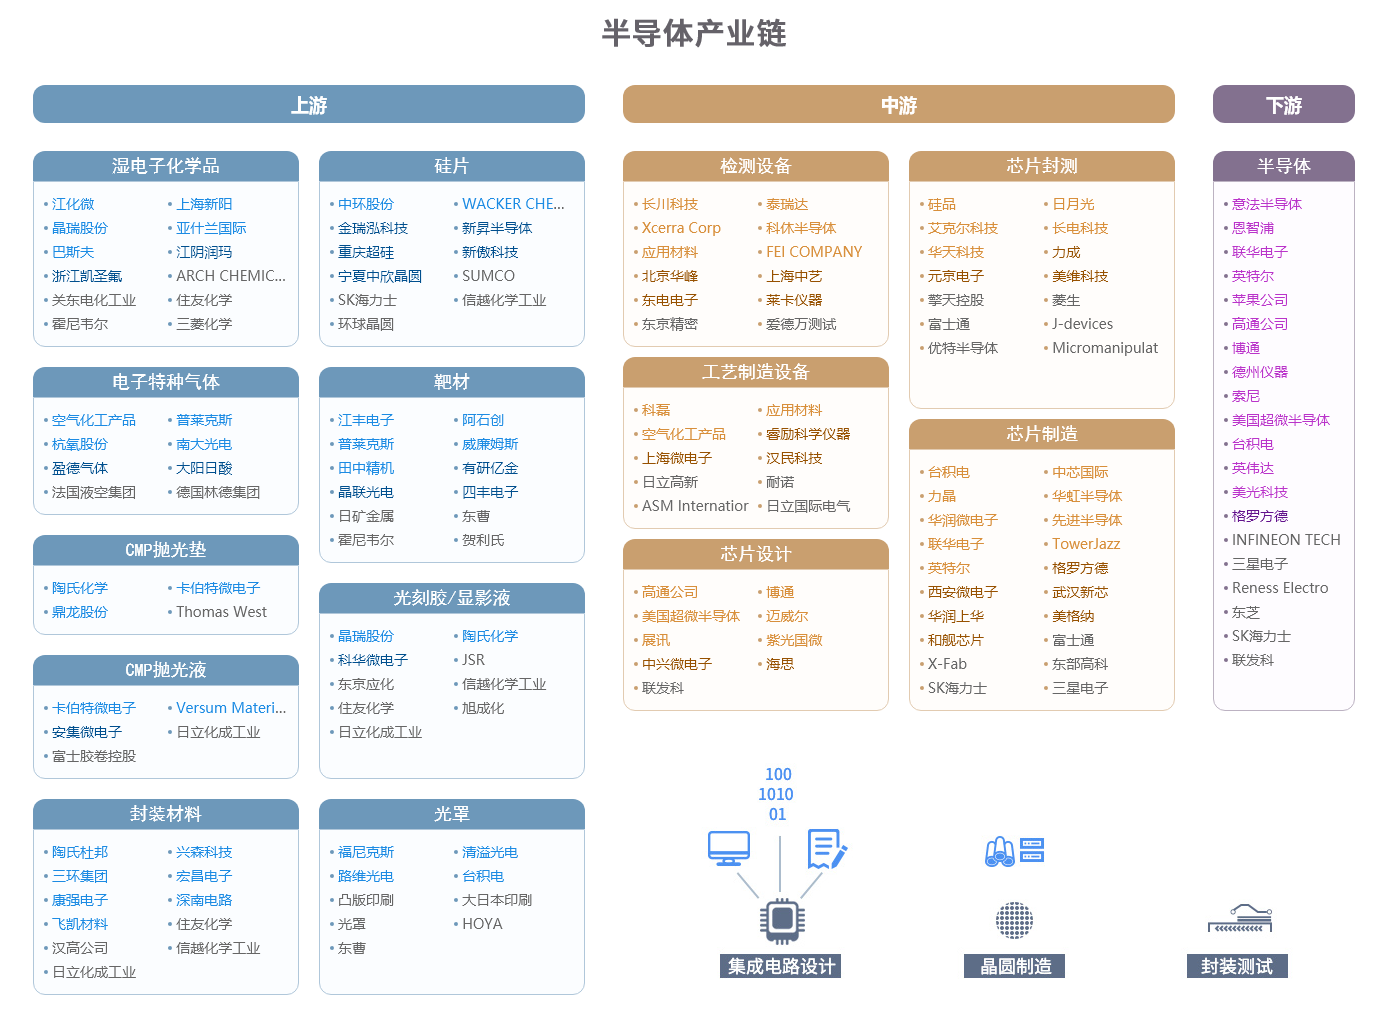 半导体产业链
上游
湿电子化学品
江化微
上海新阳
晶瑞股份
亚什兰国际
巴斯夫
江阴润玛
浙江凯圣氟
ARCH CHEMIC...
关东电化工业
住友化学
霍尼韦尔
三菱化学
硅片
中环股份
WACKER CHE...
金瑞泓科技
新昇半导体
重庆超硅
新傲科技
宁夏中欣晶圆
SUMCO
SK海力士
信越化学工业
环球晶圆
电子特种气体
空气化工产品
普莱克斯
杭氧股份
南大光电
盈德气体
大阳日酸
法国液空集团
德国林德集团
靶材
江丰电子
阿石创
普莱克斯
威廉姆斯
田中精机
有研亿金
晶联光电
四丰电子
日矿金属
东曹
霍尼韦尔
贺利氏
CMP抛光垫
陶氏化学
卡伯特微电子
鼎龙股份
Thomas West
光刻胶/显影液
晶瑞股份
陶氏化学
科华微电子
JSR
东京应化
信越化学工业
住友化学
旭成化
日立化成工业
CMP抛光液
卡伯特微电子
Versum Materi...
安集微电子
日立化成工业
富士胶卷控股
封装材料
陶氏杜邦
兴森科技
三环集团
宏昌电子
康强电子
深南电路
飞凯材料
住友化学
汉高公司
信越化学工业
日立化成工业
光罩
福尼克斯
清溢光电
路维光电
台积电
凸版印刷
大日本印刷
光罩
HOYA
东曹
中游
检测设备
长川科技
泰瑞达
Xcerra Corp
科休半导体
应用材料
FEI COMPANY
北京华峰
上海中艺
东电电子
莱卡仪器
东京精密
爱德万测试
芯片封测
硅品
日月光
艾克尔科技
长电科技
华天科技
力成
元京电子
美维科技
擎天控股
菱生
富士通
J-devices
优特半导体
Micromanipulat
工艺制造设备
科磊
应用材料
空气化工产品
睿励科学仪器
上海微电子
汉民科技
日立高新
耐诺
ASM Internatior
日立国际电气
芯片制造
台积电
中芯国际
力晶
华虹半导体
华润微电子
先进半导体
联华电子
TowerJazz
英特尔
格罗方德
西安微电子
武汉新芯
华润上华
美格纳
和舰芯片
富士通
X-Fab
东部高科
SK海力士
三星电子
芯片设计
高通公司
博通
美国超微半导体
迈威尔
展讯
紫光国微
中兴微电子
海思
联发科
下游
半导体
意法半导体
恩智浦
联华电子
英特尔
苹果公司
高通公司
博通
德州仪器
索尼
美国超微半导体
台积电
英伟达
美光科技
格罗方德
INFINEON TECH
三星电子
Reness Electro
东芝
SK海力士
联发科
100
1010
01
集成电路设计
晶圆制造
封装测试